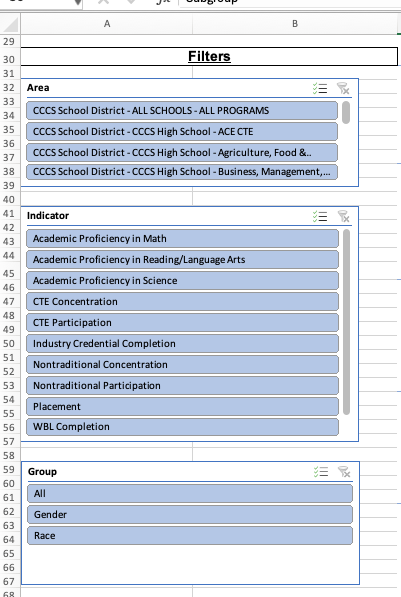 Subgroup
A B
29
30 Filters
31
32 Area
33
34 CCCS School District - ALL SCHOOLS - ALL PROGRAMS
35 CCCS School District - CCCS High School - ACE CTE
36
37 CCCS School District - CCCS High School - Agriculture, Food &..
38 CCCS School District - CCCS High School - Business, Management,...
39
40
41 Indicator
42
43 Academic Proficiency in Math
44 Academic Proficiency in Reading/Language Arts
45
46 Academic Proficiency in Science
47 CTE Concentration
48 CTE Participation
49
50 Industry Credential Completion
51
52 Nontraditional Concentration
53 Nontraditional Participation
54 Placement
55
56 WBL Completion
57
58
59 Group
60
61 All
62 Gender
63
64 Race
65
66
67
68